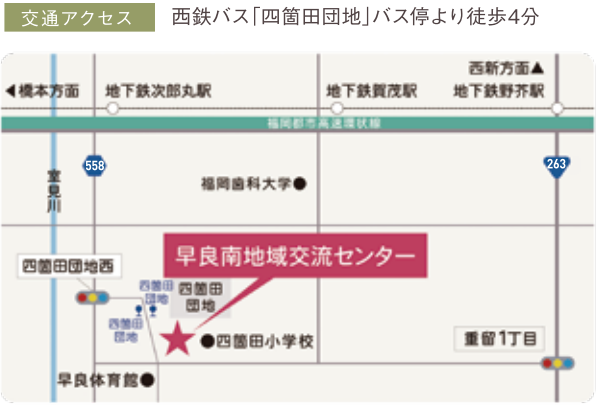 交通アクセス
西鉄バス「四箇田団地」バス停より徒歩4分
西新方面▲
◀橋本方面
地下鉄次郎丸駅
地下鉄賀茂駅
地下鉄野芥駅
福岡都市高速環状線
558
263
室見川
福岡歯科大学●
早良南地域交流センター
四箇田団地西
四箇田
団地
四箇田
団地
四箇田
団地
●四箇田小学校
重留1丁目
早良体育館●